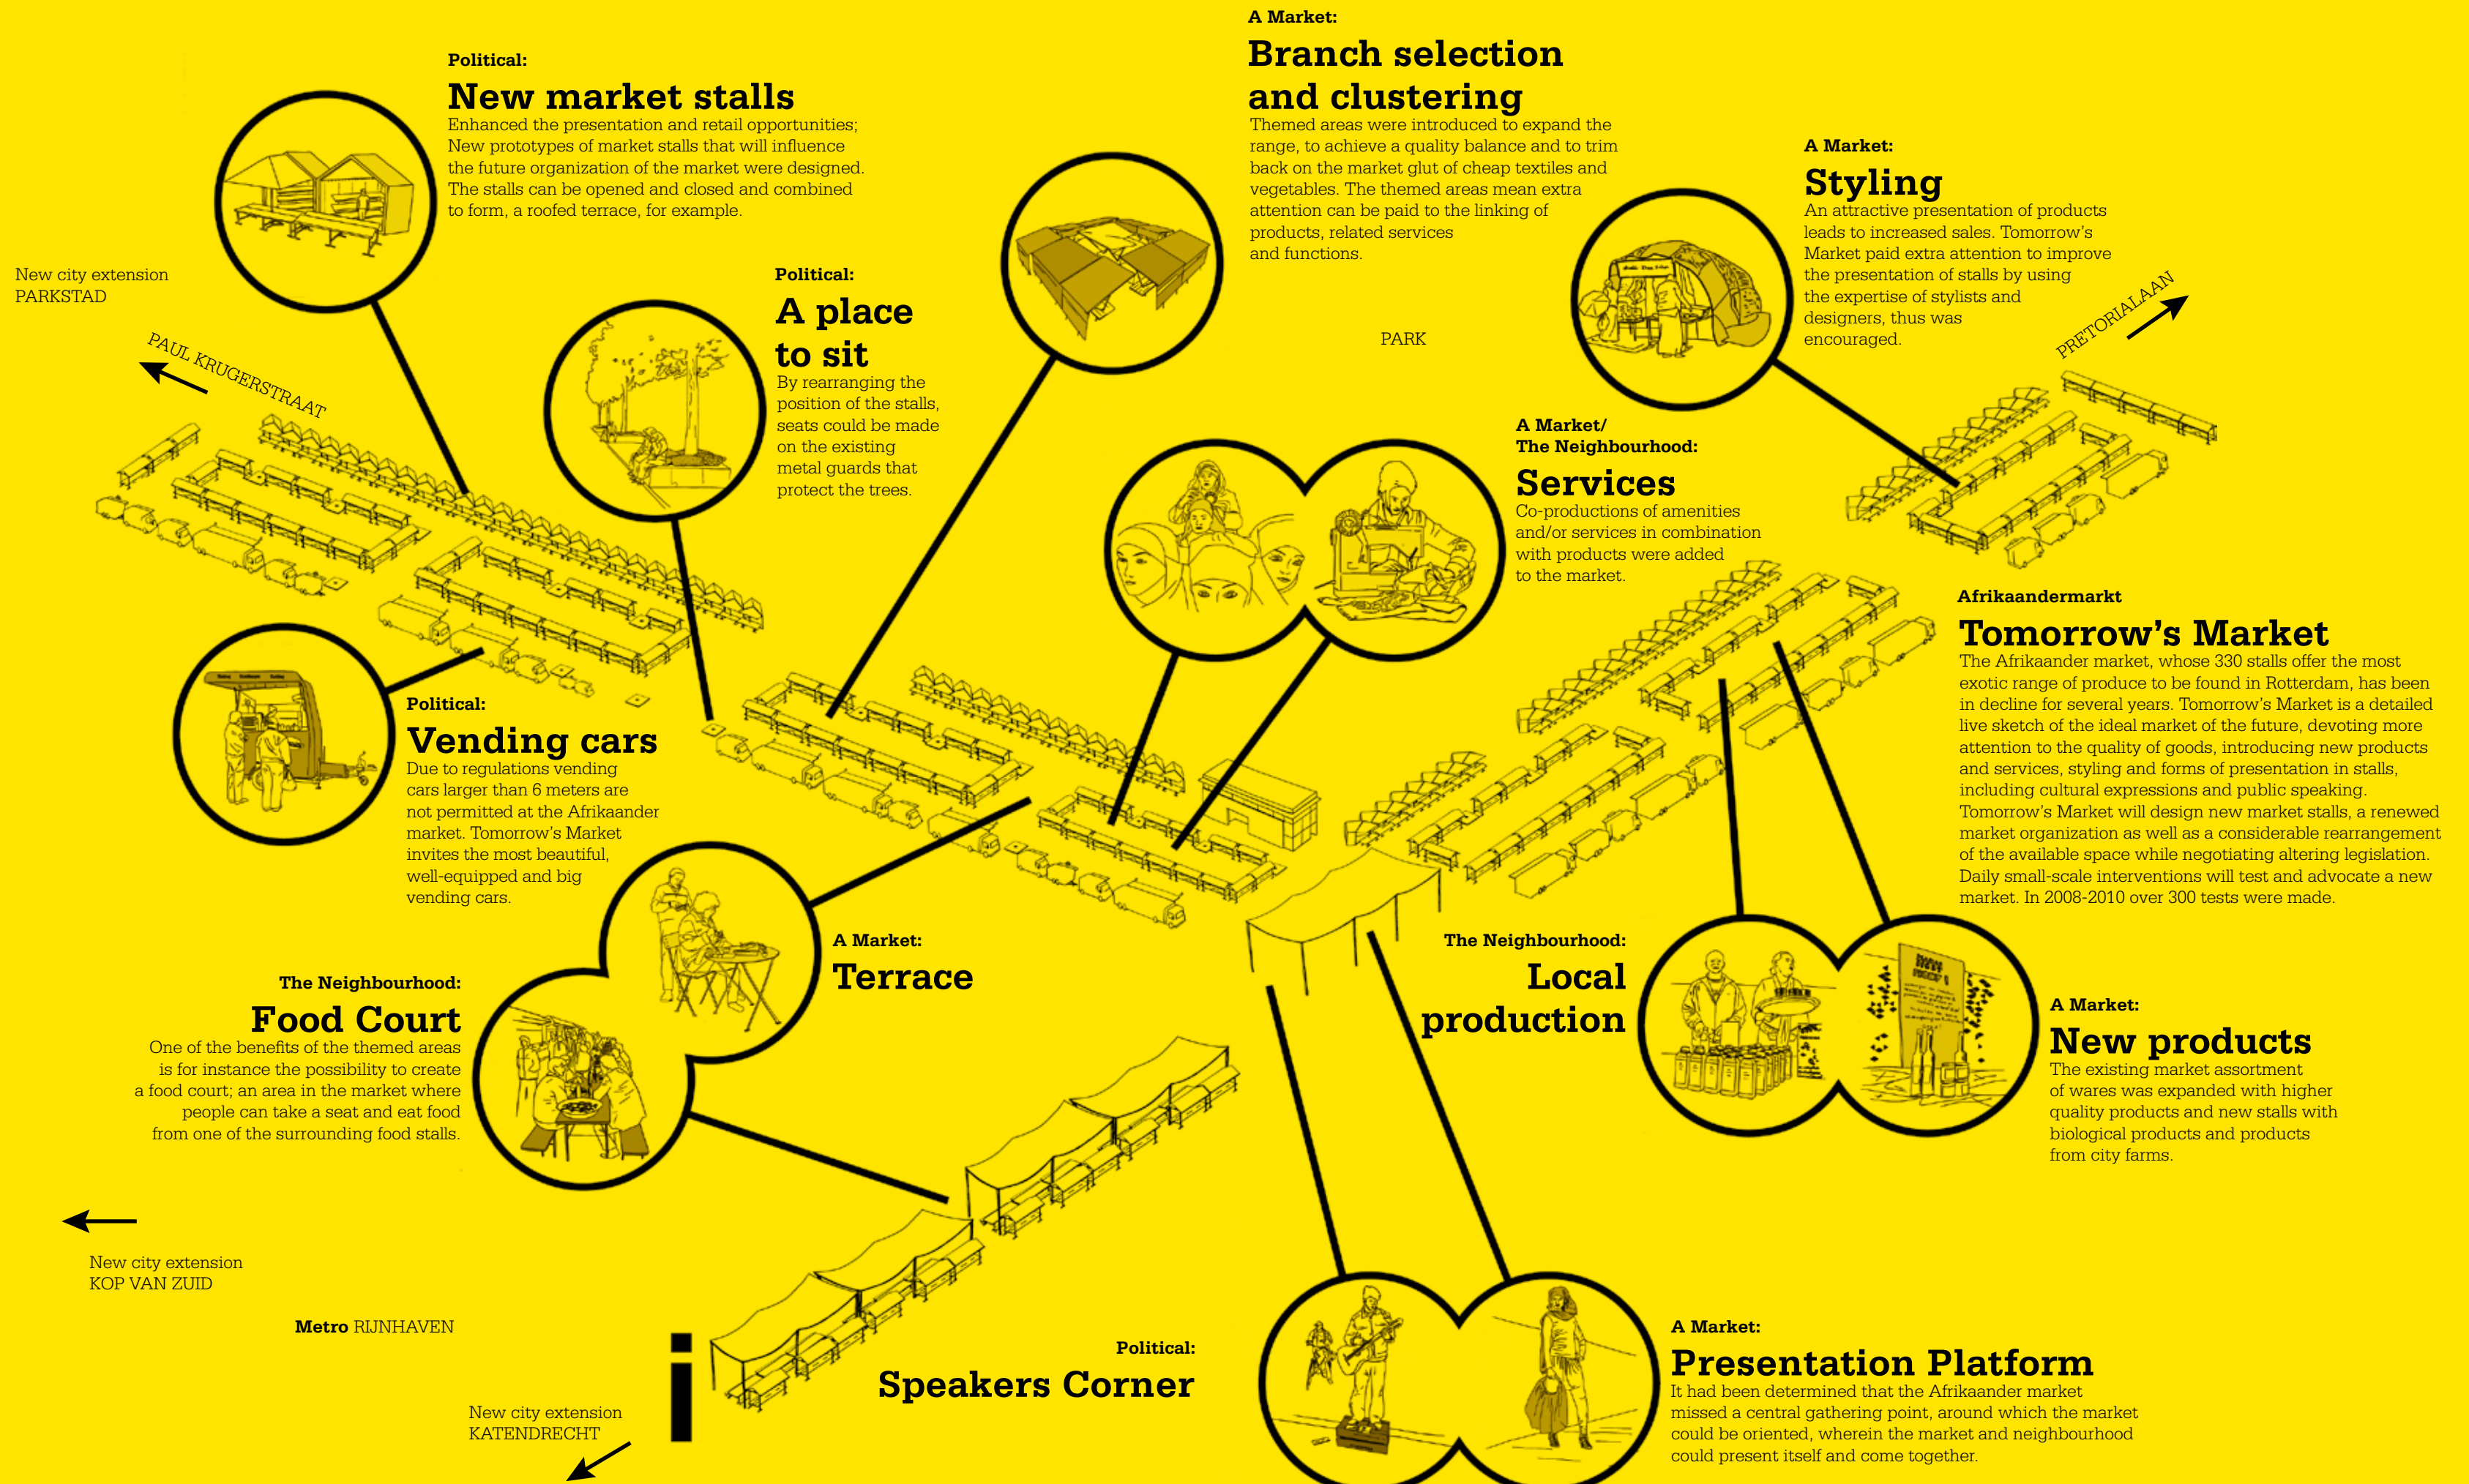 Political:
New market stalls
Enhanced the presentation and retail opportunities;
New prototypes of market stalls that will influence
the future organization of the market were designed.
The stalls can be opened and closed and combined
to form, a roofed terrace, for example.
A Market:
Branch selection
and clustering
Themed areas were introduced to expand the
range, to achieve a quality balance and to trim
back on the market glut of cheap textiles and
vegetables. The themed areas mean extra
attention can be paid to the linking of
products, related services
and functions.
A Market:
Styling
An attractive presentation of products
leads to increased sales. Tomorrow's
Market paid extra attention to improve
the presentation of stalls by using
the expertise of stylists and
designers, thus was
encouraged.
New city extension
PARKSTAD
PAUL KRUGERSTRAAT
Political:
A place
to sit
By rearranging the
position of the stalls,
seats could be made
on the existing
metal guards that
protect the trees.
PARK
PRETORIALAAN
A Market/
The Neighbourhood:
Services
Co-productions of amenities
and/or services in combination
with products were added
to the market.
Afrikaandermarkt
Tomorrow's Market
The Afrikaander market, whose 330 stalls offer the most
exotic range of produce to be found in Rotterdam, has been
in decline for several years. Tomorrow's Market is a detailed
live sketch of the ideal market of the future, devoting more
attention to the quality of goods, introducing new products
and services, styling and forms of presentation in stalls,
including cultural expressions and public speaking.
Tomorrow's Market will design new market stalls, a renewed
market organization as well as a considerable rearrangement
of the available space while negotiating altering legislation.
Daily small-scale interventions will test and advocate a new
market. In 2008-2010 over 300 tests were made.
Political:
Vending cars
Due to regulations vending
cars larger than 6 meters are
not permitted at the Afrikaander
market. Tomorrow's Market
invites the most beautiful,
well-equipped and big
vending cars.
A Market:
Terrace
The Neighbourhood:
Food Court
One of the benefits of the themed areas
is for instance the possibility to create
a food court; an area in the market where
people can take a seat and eat food
from one of the surrounding food stalls.
The Neighbourhood:
Local
production
A Market:
New products
The existing market assortment
of wares was expanded with higher
quality products and new stalls with
biological products and products
from city farms.
New city extension
KOP VAN ZUID
Metro RIJNHAVEN
New city extension
KATENDRECHT
i
Political:
Speakers Corner
A Market:
Presentation Platform
It had been determined that the Afrikaander market
missed a central gathering point, around which the market
could be oriented, wherein the market and neighbourhood
could present itself and come together.